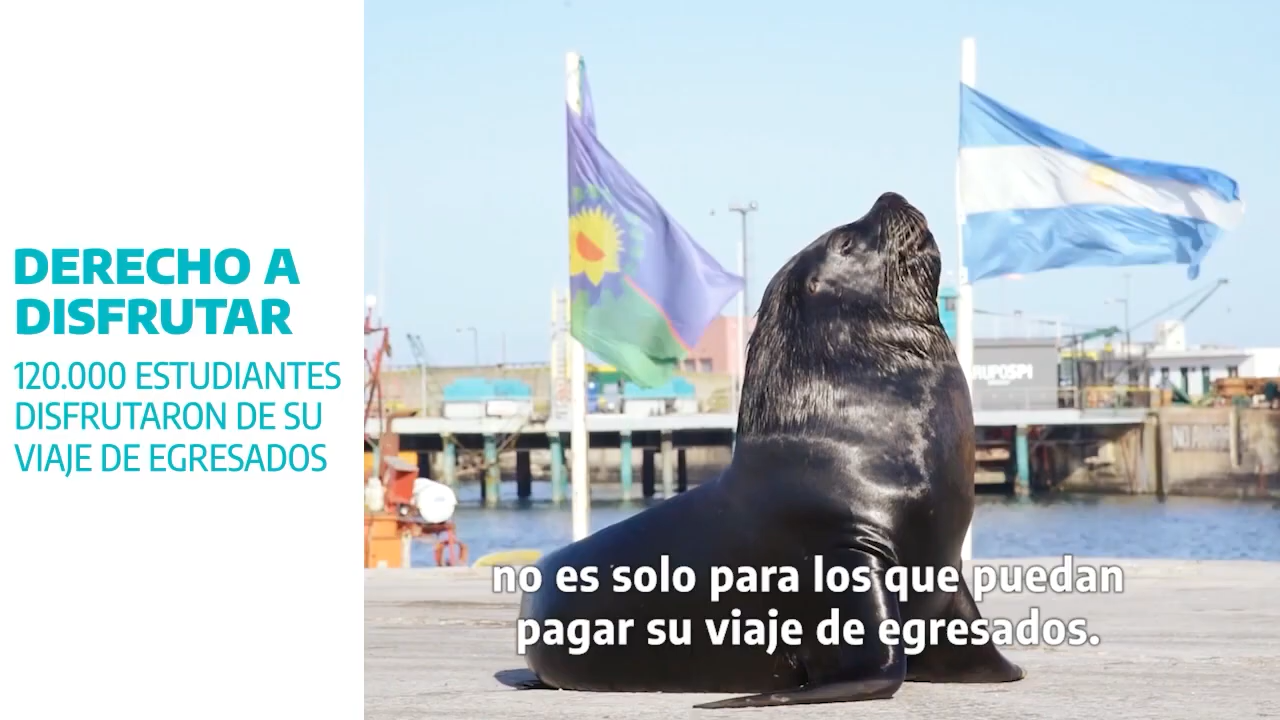 DERECHO A
DISFRUTAR
120.000 ESTUDIANTES
DISFRUTARON DE SU
VIAJE DE EGRESADOS
RUPOSPI
no es solo para los que puedan
pagar su viaje de egresados.